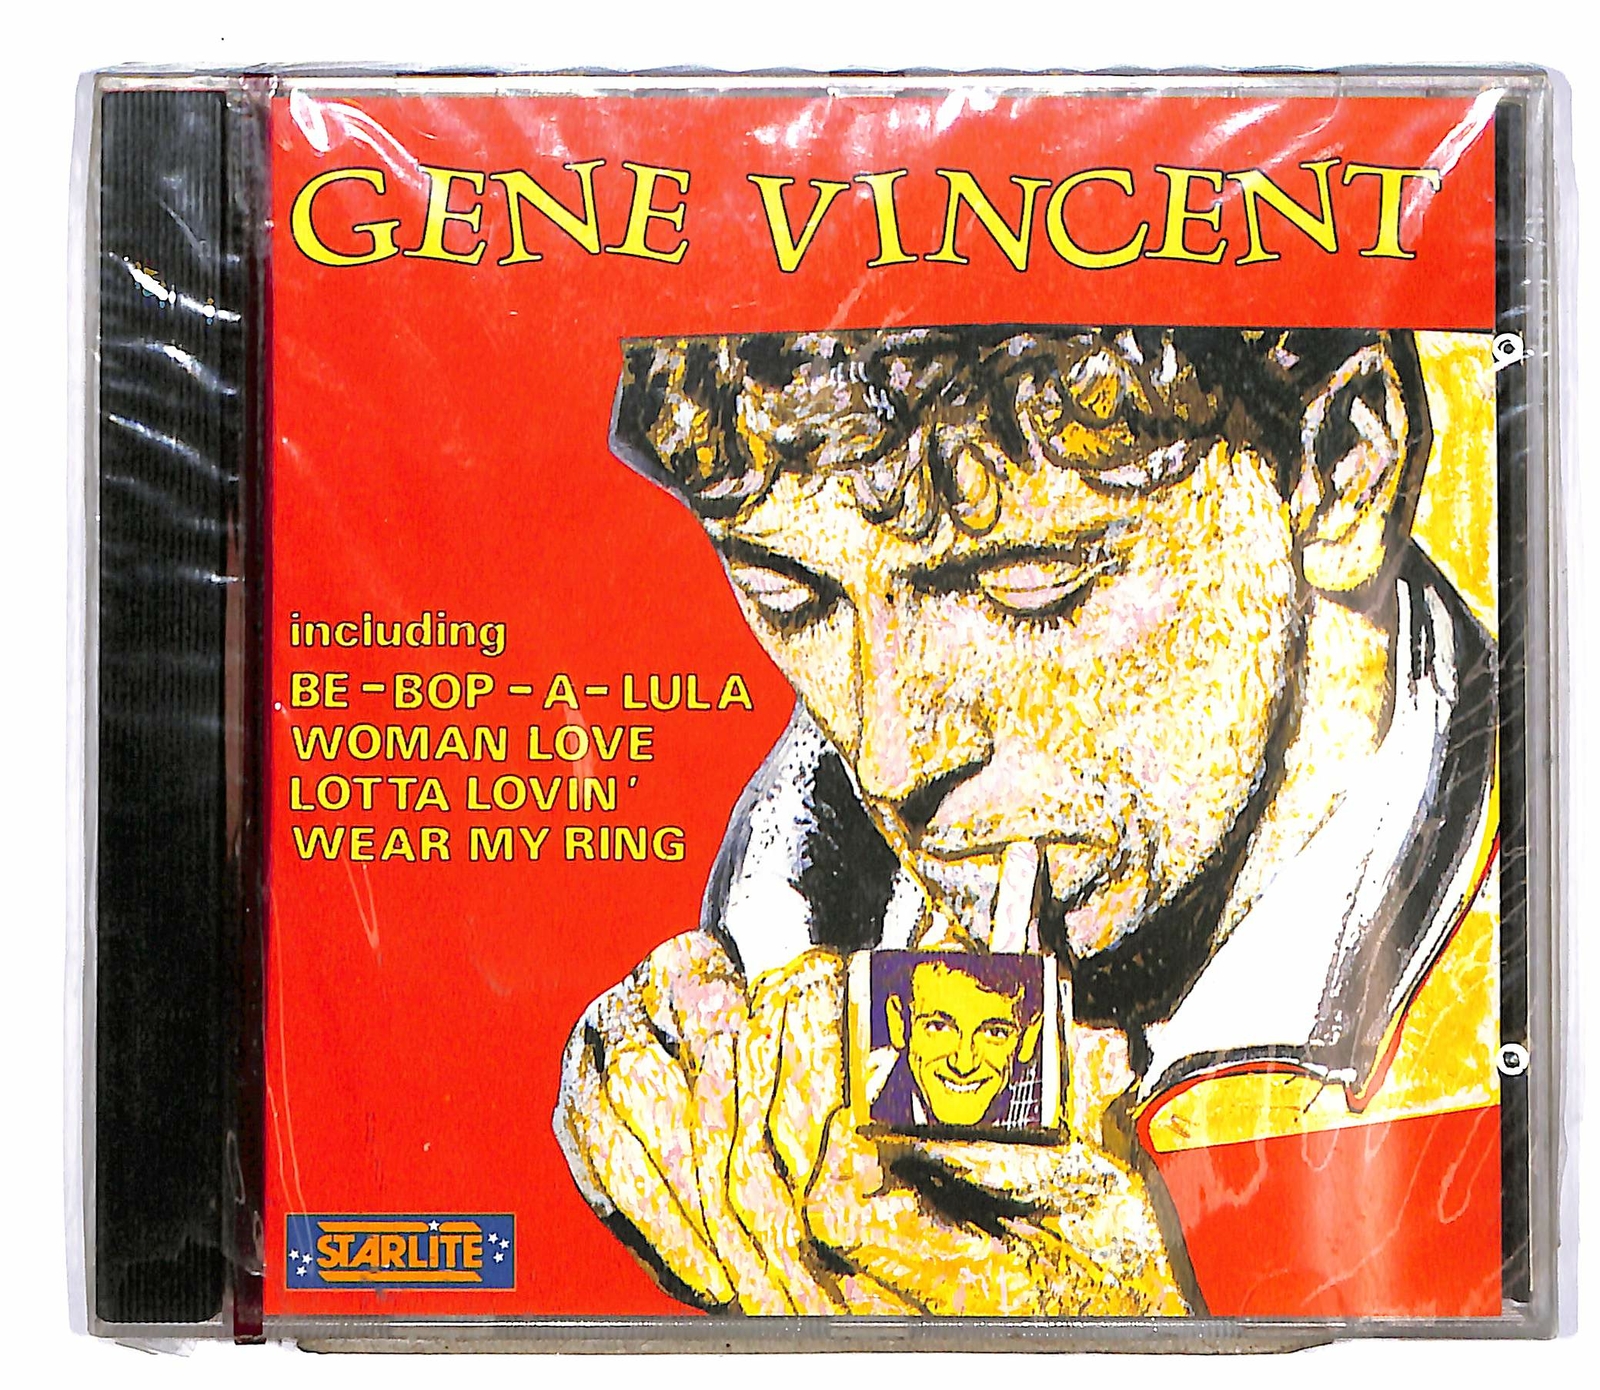 GENE VINCENT
including
BE-BOP-A-LULA
WOMAN LOVE
LOTTA LOVIN'
WEAR MY RING
STARLITE